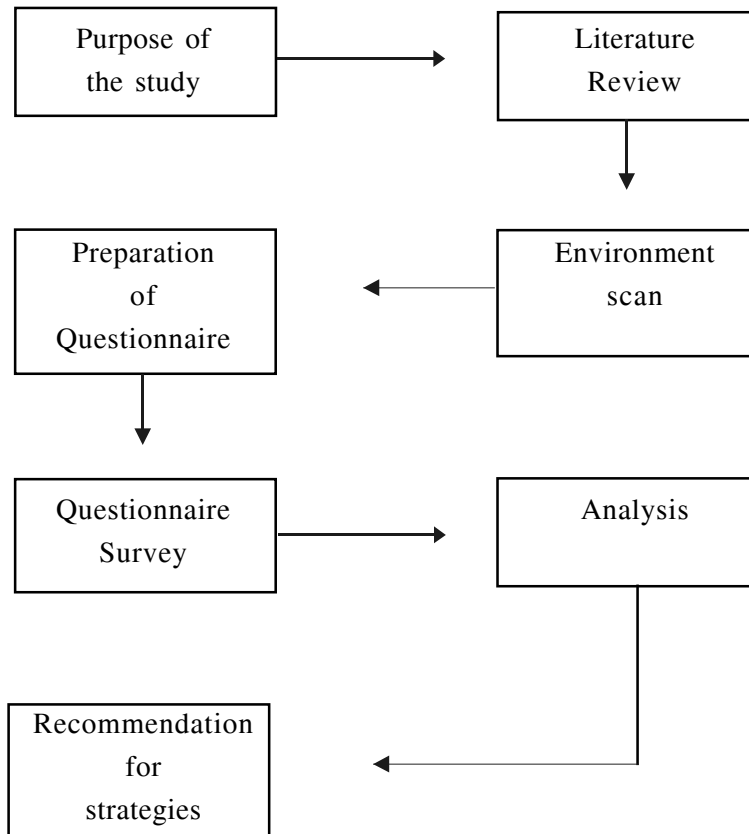 Purpose of
the study
Literature
Review
Environment
scan
Preparation
of
Questionnaire
Questionnaire
Survey
Analysis
Recommendation
for
strategies